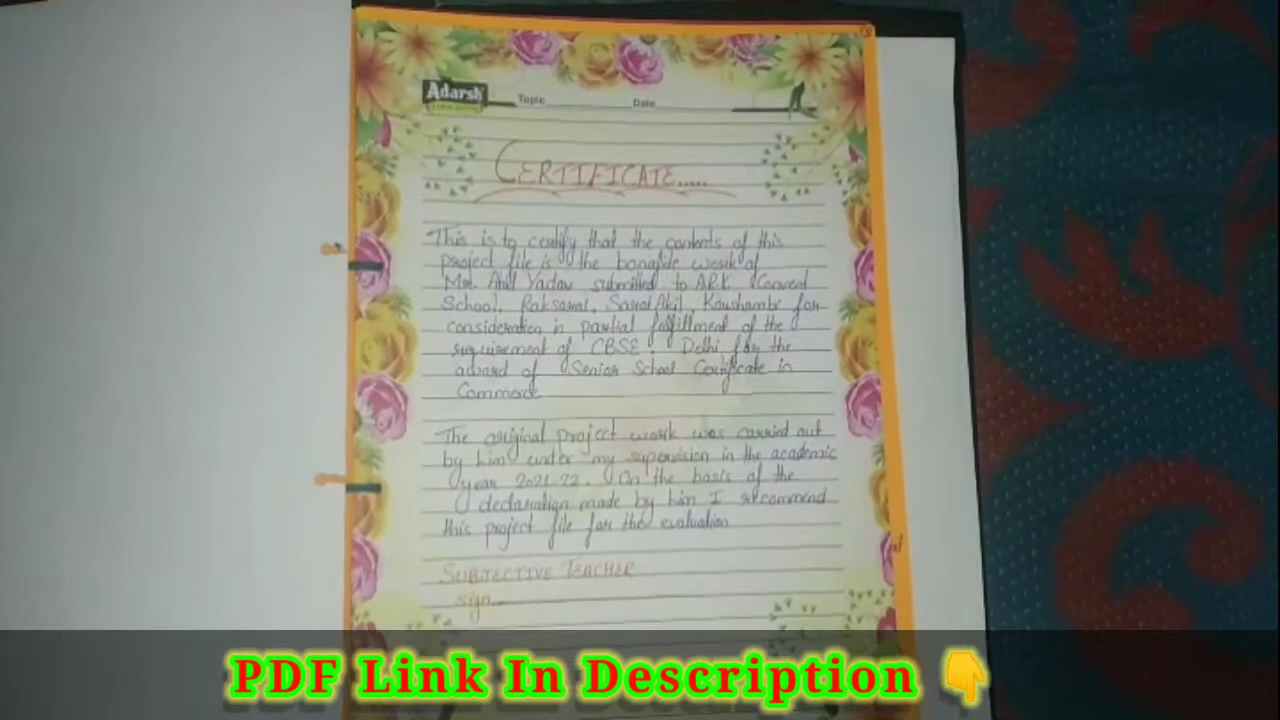 Adarsh
Topic Date
CERTIFICATE.....
This is to certify that the contents of this
project file is the bonafide work of
Mr. Atul Yadav submitted to A.R.K. Convent
School, Kaushambi for
consideration in partial fulfillment of the
requirement of CBSE. Delhi for the
award of Senior School Certificate in
Commerce
The original project work was carried out
by him under my supervision in the academic
year 2021-22. On the basis of the
declaration made by him I recommend
this project file for the evaluation
SUBJECTIVE TEACHER
sign...
PDF Link In Description 👇